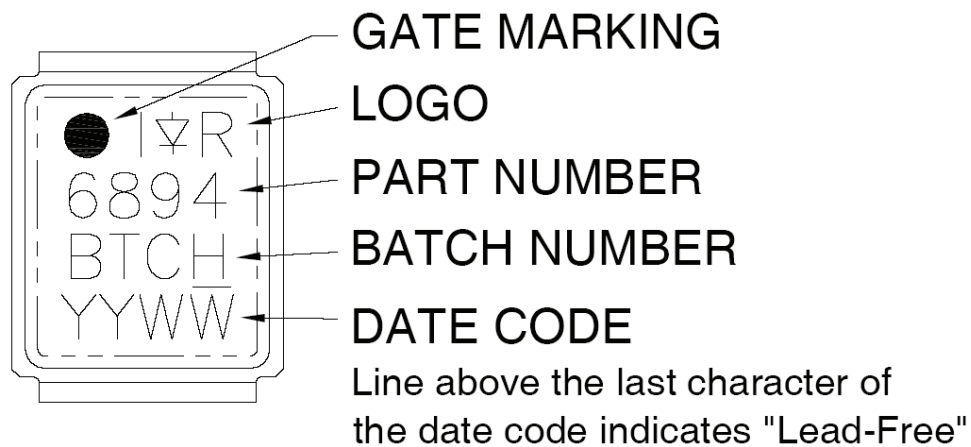 GATE MARKING
I R
LOGO
6894
PART NUMBER
BTCH
BATCH NUMBER
YYWW
DATE CODE
Line above the last character of
the date code indicates "Lead-Free"